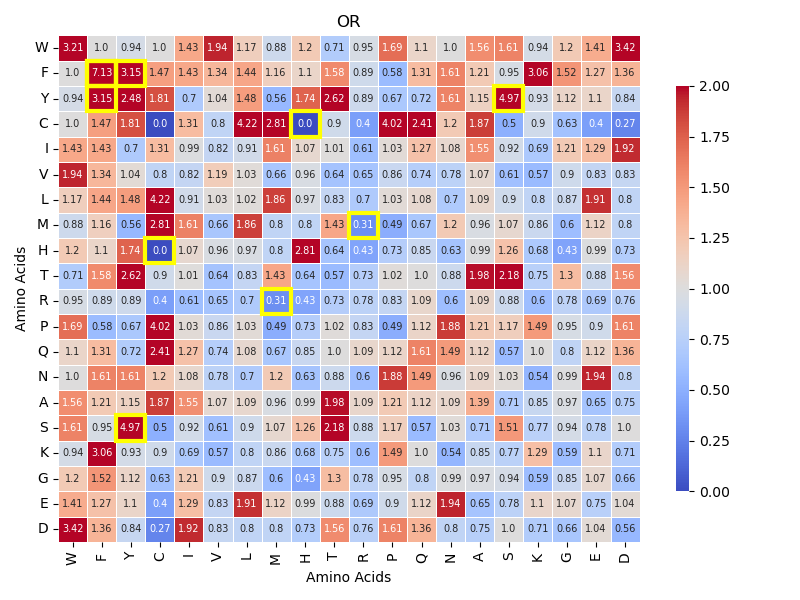 OR
W 3.21 1.0 0.94 1.0 1.43 1.94 1.17 0.88 1.2 0.71 0.95 1.69 1.1 1.0 1.56 1.61 0.94 1.2 1.41 3.42
F 1.0 7.13 3.15 1.47 1.43 1.34 1.44 1.16 1.1 1.58 0.89 0.58 1.31 1.61 1.21 0.95 3.06 1.52 1.27 1.36
Y 0.94 3.15 2.48 1.81 0.7 1.04 1.48 0.56 1.74 2.62 0.89 0.67 0.72 1.61 1.15 4.97 0.93 1.12 1.1 0.84
C 1.0 1.47 1.81 0.0 1.31 0.8 4.22 2.81 0.0 0.9 0.4 4.02 2.41 1.2 1.87 0.5 0.9 0.63 0.4 0.27
I 1.43 1.43 0.7 1.31 0.99 0.82 0.91 1.61 1.07 1.01 0.61 1.03 1.27 1.08 1.55 0.92 0.69 1.21 1.29 1.92
V 1.94 1.34 1.04 0.8 0.82 1.19 1.03 0.66 0.96 0.64 0.65 0.86 0.74 0.78 1.07 0.61 0.57 0.9 0.83 0.83
L 1.17 1.44 1.48 4.22 0.91 1.03 1.02 1.86 0.97 0.83 0.7 1.03 1.08 0.7 1.09 0.9 0.8 0.87 1.91 0.8
M 0.88 1.16 0.56 2.81 1.61 0.66 1.86 0.8 0.8 1.43 0.31 0.49 0.67 1.2 0.96 1.07 0.86 0.6 1.12 0.8
H 1.2 1.1 1.74 0.0 1.07 0.96 0.97 0.8 2.81 0.64 0.43 0.73 0.85 0.63 0.99 1.26 0.68 0.43 0.99 0.73
T 0.71 1.58 2.62 0.9 1.01 0.64 0.83 1.43 0.64 0.57 0.73 1.02 1.0 0.88 1.98 2.18 0.75 1.3 0.88 1.56
R 0.95 0.89 0.89 0.4 0.61 0.65 0.7 0.31 0.43 0.73 0.78 0.83 1.09 0.6 1.09 0.88 0.6 0.78 0.69 0.76
P 1.69 0.58 0.67 4.02 1.03 0.86 1.03 0.49 0.73 1.02 0.83 0.49 1.12 1.88 1.21 1.17 1.49 0.95 0.9 1.61
Q 1.1 1.31 0.72 2.41 1.27 0.74 1.08 0.67 0.85 1.0 1.09 1.12 1.61 1.49 1.12 0.57 1.0 0.8 1.12 1.36
N 1.0 1.61 1.61 1.2 1.08 0.78 0.7 1.2 0.63 0.88 0.6 1.88 1.49 0.96 1.09 1.03 0.54 0.99 1.94 0.8
A 1.56 1.21 1.15 1.87 1.55 1.07 1.09 0.96 0.99 1.98 1.09 1.21 1.12 1.09 1.39 0.71 0.85 0.97 0.65 0.75
S 1.61 0.95 4.97 0.5 0.92 0.61 0.9 1.07 1.26 2.18 0.88 1.17 0.57 1.03 0.71 1.51 0.77 0.94 0.78 1.0
K 0.94 3.06 0.93 0.9 0.69 0.57 0.8 0.86 0.68 0.75 0.6 1.49 1.0 0.54 0.85 0.77 1.29 0.59 1.1 0.71
G 1.2 1.52 1.12 0.63 1.21 0.9 0.87 0.6 0.43 1.3 0.78 0.95 0.8 0.99 0.97 0.94 0.59 0.85 1.07 0.66
E 1.41 1.27 1.1 0.4 1.29 0.83 1.91 1.12 0.99 0.88 0.69 0.9 1.12 1.94 0.65 0.78 1.1 1.07 0.75 1.04
D 3.42 1.36 0.84 0.27 1.92 0.83 0.8 0.8 0.73 1.56 0.76 1.61 1.36 0.8 0.75 1.0 0.71 0.66 1.04 0.56
W F Y C I V L M H T R P Q N A S K G E D
Amino Acids
Amino Acids
2.00
1.75
1.50
1.25
1.00
0.75
0.50
0.25
0.00